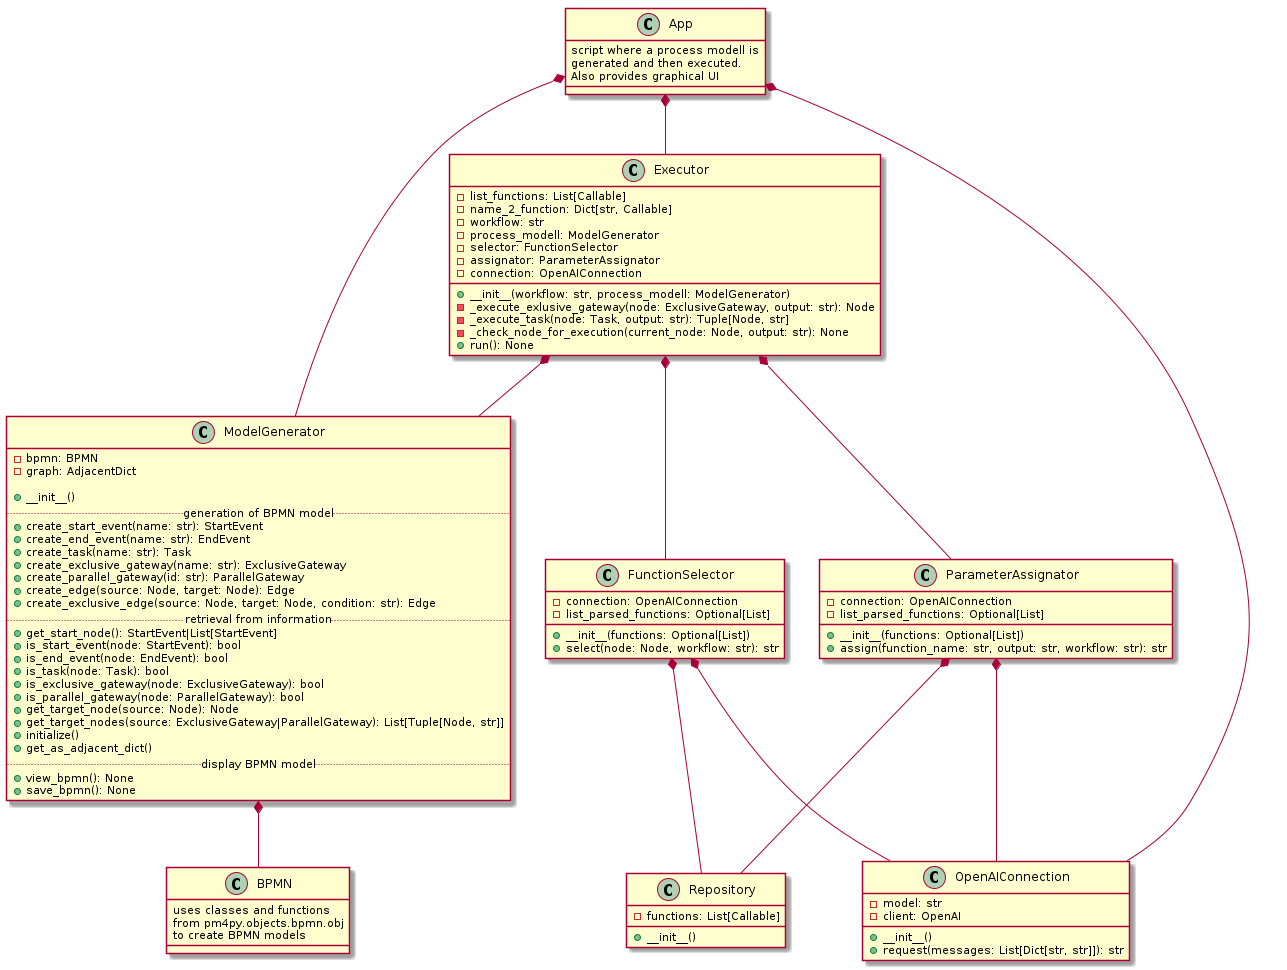 C App
script where a process modell is
generated and then executed.
Also provides graphical UI
C Executor
list_functions: List[Callable]
name_2_function: Dict[str, Callable]
workflow: str
process_modell: ModelGenerator
selector: FunctionSelector
assignator: ParameterAssignator
connection: OpenAIConnection
__init__(workflow: str, process_modell: ModelGenerator)
_execute_exlusive_gateway(node: ExclusiveGateway, output: str): Node
_execute_task(node: Task, output: str): Tuple[Node, str]
_check_node_for_execution(current_node: Node, output: str): None
run(): None
C ModelGenerator
bpmn: BPMN
graph: AdjacentDict
__init__()
generation of BPMN model
create_start_event(name: str): StartEvent
create_end_event(name: str): EndEvent
create_task(name: str): Task
create_exclusive_gateway(name: str): ExclusiveGateway
create_parallel_gateway(id: str): ParallelGateway
create_edge(source: Node, target: Node): Edge
create_exclusive_edge(source: Node, target: Node, condition: str): Edge
retrieval from information
get_start_node(): StartEvent|List[StartEvent]
is_start_event(node: StartEvent): bool
is_end_event(node: EndEvent): bool
is_task(node: Task): bool
is_exclusive_gateway(node: ExclusiveGateway): bool
is_parallel_gateway(node: ParallelGateway): bool
get_target_node(source: Node): Node
get_target_nodes(source: ExclusiveGateway|ParallelGateway): List[Tuple[Node, str]]
initialize()
get_as_adjacent_dict()
display BPMN model
view_bpmn(): None
save_bpmn(): None
C FunctionSelector
connection: OpenAIConnection
list_parsed_functions: Optional[List]
__init__(functions: Optional[List])
select(node: Node, workflow: str): str
C ParameterAssignator
connection: OpenAIConnection
list_parsed_functions: Optional[List]
__init__(functions: Optional[List])
assign(function_name: str, output: str, workflow: str): str
C BPMN
uses classes and functions
from pm4py.objects.bpmn.obj
to create BPMN models
C Repository
functions: List[Callable]
__init__()
C OpenAIConnection
model: str
client: OpenAI
__init__()
request(messages: List[Dict[str, str]]): str